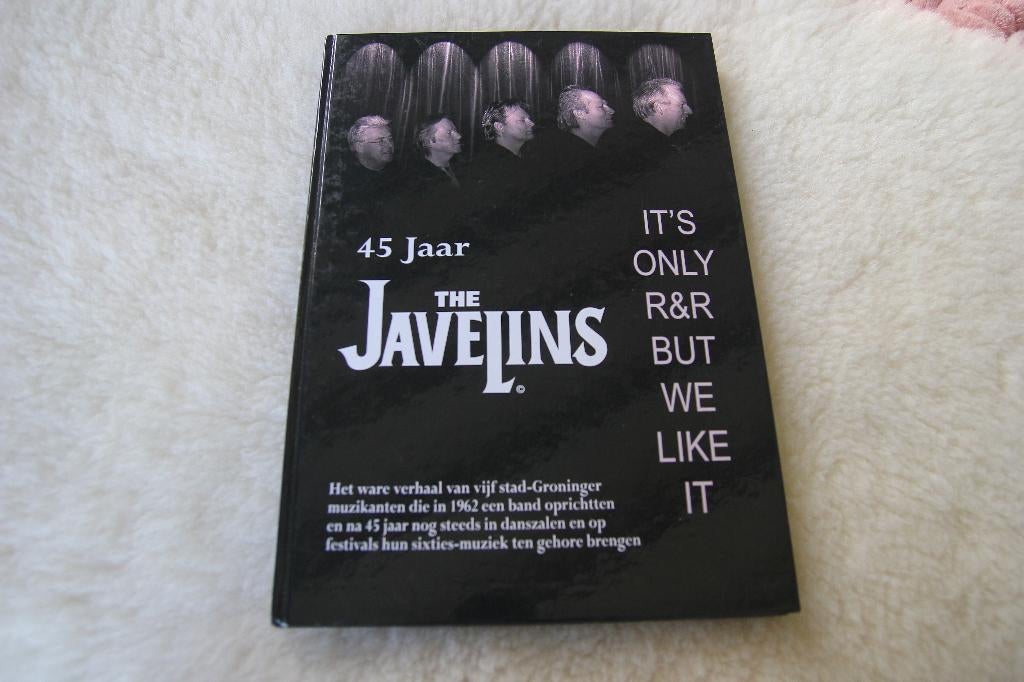 45 Jaar
THE
JAVELINS
©
IT'S
ONLY
R&R
BUT
WE
LIKE
IT
Het ware verhaal van vijf stad-Groninger
muzikanten die in 1962 een band oprichtten
en na 45 jaar nog steeds in danszalen en op
festivals hun sixties-muziek ten gehore brengen